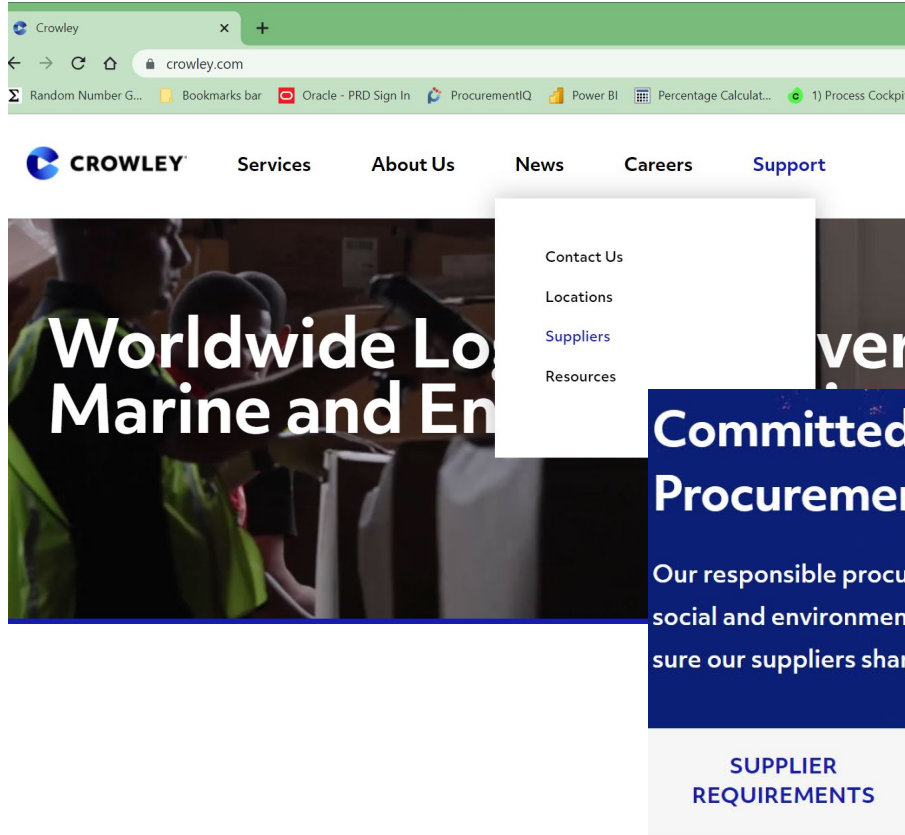 Crowley
crowley.com
Random Number G... Bookmarks bar Oracle - PRD Sign In ProcurementIQ Power BI Percentage Calculat... 1) Process Cockpi
CROWLEY Services About Us News Careers Support
Contact Us
Locations
Suppliers
Resources
Worldwide Lo
Marine and En
Committed
Procuremen
Our responsible procu
social and environmen
sure our suppliers shar
SUPPLIER
REQUIREMENTS